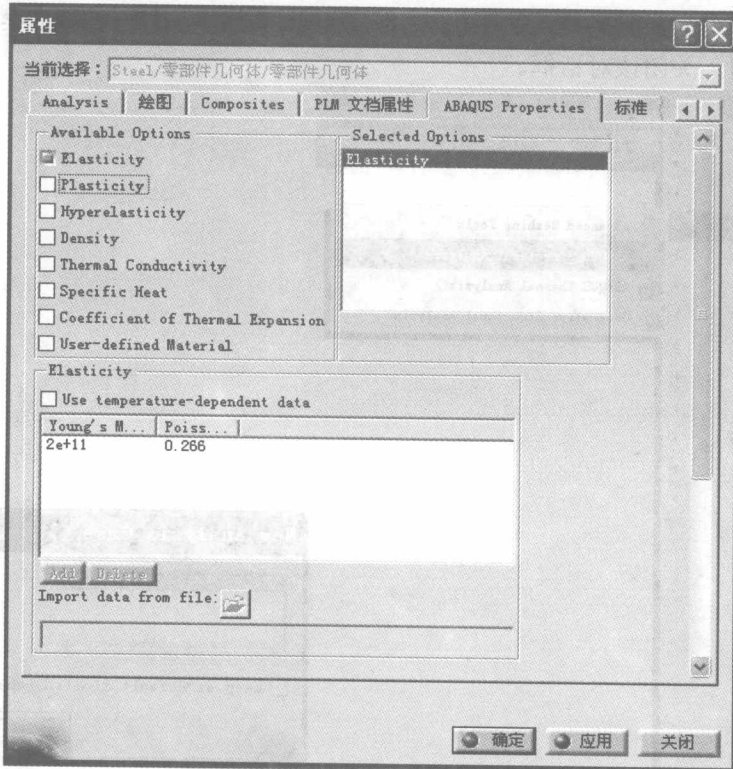 属性
当前选择： Steel/零部件几何体/零部件几何体
Analysis 绘图 Composites PLM 文档属性 ABAQUS Properties 标准
Available Options
Selected Options
Elasticity
Elasticity
Plasticity
Hyperelasticity
Density
Thermal Conductivity
Specific Heat
Coefficient of Thermal Expansion
User-defined Material
Elasticity
Use temperature-dependent data
Young's M... Poiss...
2e+11 0.266
Add Delete
Import data from file:
确定 应用 关闭